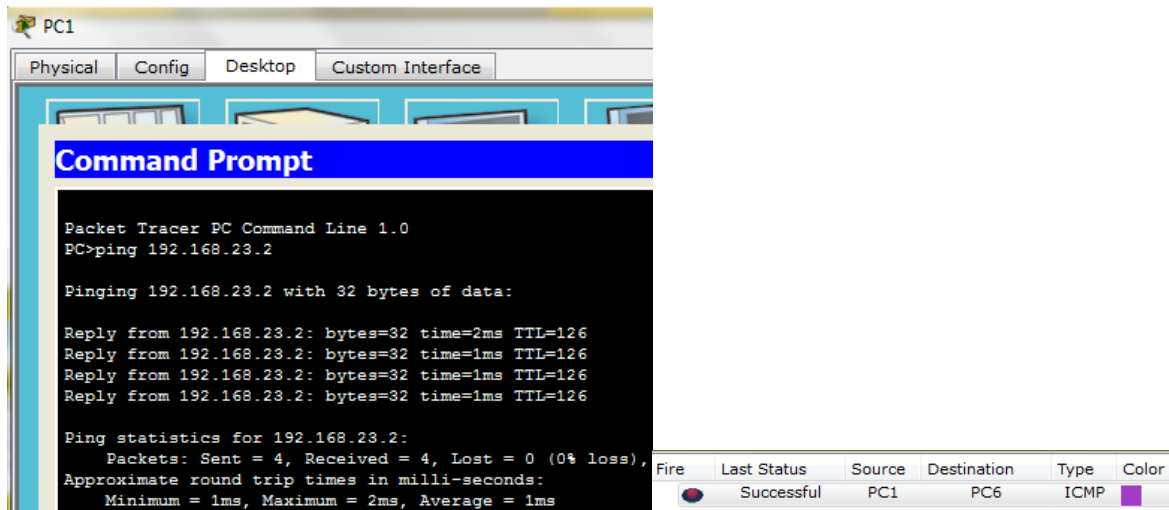 PC1
Physical Config Desktop Custom Interface
Command Prompt
Packet Tracer PC Command Line 1.0
PC>ping 192.168.23.2
Pinging 192.168.23.2 with 32 bytes of data:
Reply from 192.168.23.2: bytes=32 time=2ms TTL=126
Reply from 192.168.23.2: bytes=32 time=1ms TTL=126
Reply from 192.168.23.2: bytes=32 time=1ms TTL=126
Reply from 192.168.23.2: bytes=32 time=1ms TTL=126
Ping statistics for 192.168.23.2:
Packets: Sent = 4, Received = 4, Lost = 0 (0% loss),
Approximate round trip times in milli-seconds:
Minimum = 1ms, Maximum = 2ms, Average = 1ms
Fire Last Status Source Destination Type Color
Successful PC1 PC6 ICMP